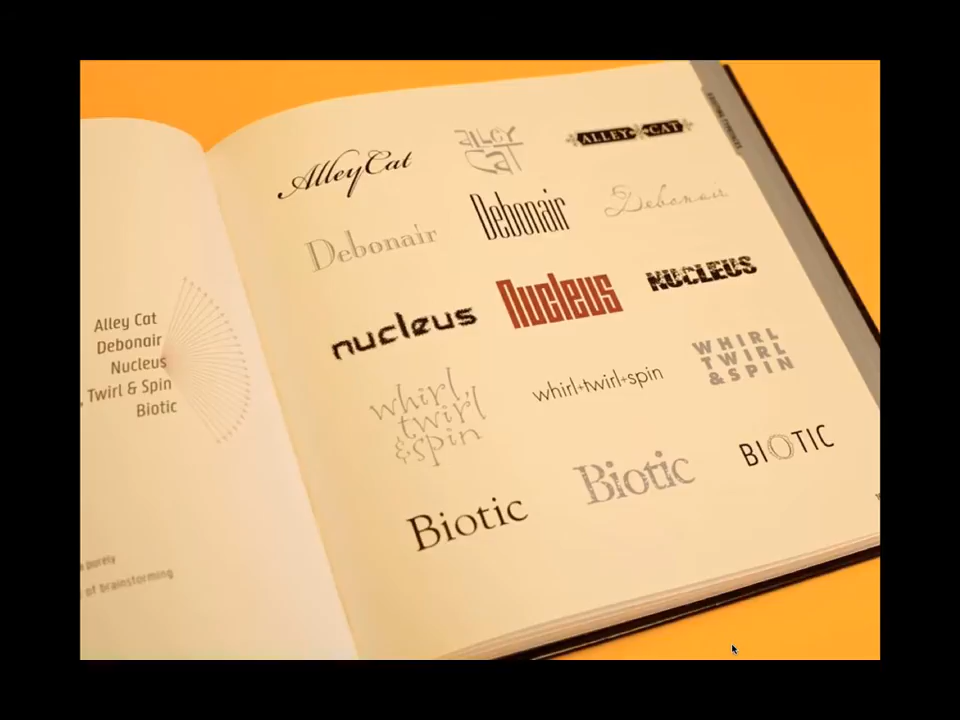 Alley Cat
Debonair
Nucleus
Twirl & Spin
Biotic
purely
of brainstorming
AlleyCat
alley
cat
ALLEY CAT
Debonair
Debonair
Debonair
nucleus
Nucleus
NUCLEUS
whirl,
twirl
&spin
whirl+twirl+spin
WHIRL
TWIRL
&SPIN
Biotic
Biotic
BIOTIC